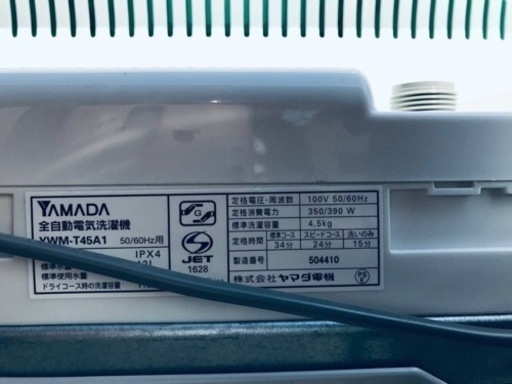 YAMADA
全自動電気洗濯機
YWM-T45A1 50/60Hz用
IPX4
標準水量
標準使用水量
ドライコース時の洗濯容量
G
JET
1628
定格電圧・周波数 100V 50/60Hz
定格消費電力 350/390 W
標準洗濯容量 4.5kg
標準コース スピードコース 洗いのみ
34分 24分 15分
製造番号 504410
株式会社 ヤマダ電機